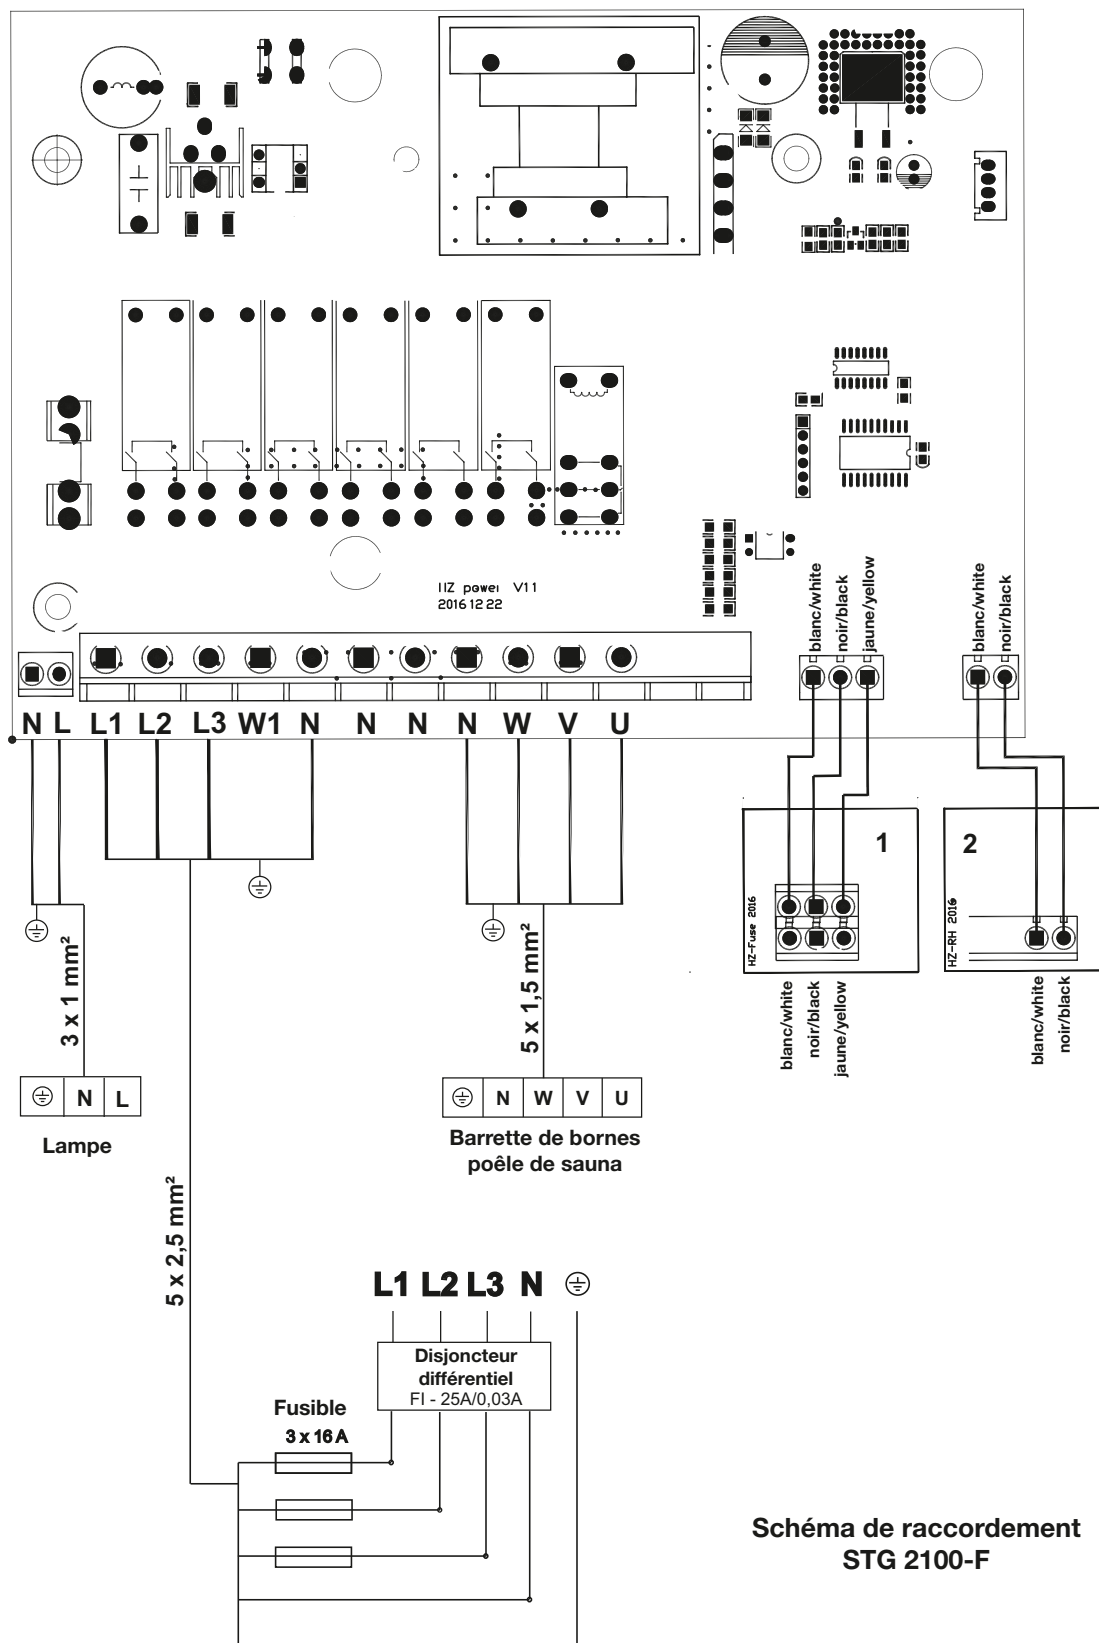 HZ power V1.1
2016 12 22
blanc/white
noir/black
jaune/yellow
blanc/white
noir/black
N L L1 L2 L3 W1 N N N N W V U
1
2
HZ-Fuse 2016
HZ-RH 2016
blanc/white
noir/black
jaune/yellow
blanc/white
noir/black
3 x 1 mm²
5 x 1,5 mm²
N L
Lampe
N W V U
Barrette de bornes
poêle de sauna
5 x 2,5 mm²
L1 L2 L3 N
Disjoncteur
différentiel
FI - 25A/0,03A
Fusible
3 x 16 A
Schéma de raccordement
STG 2100-F